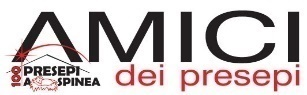 AMICI
dei presepi
100 PRESEPI
A SPINEA